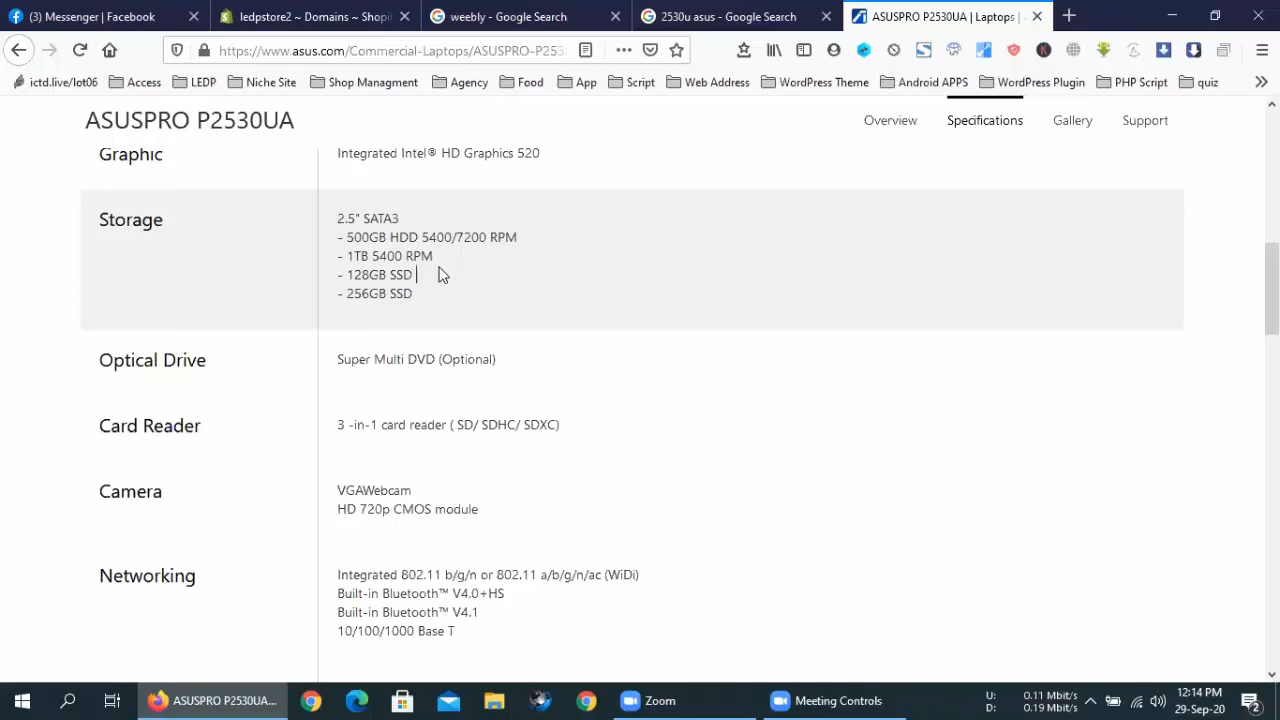 (3) Messenger | Facebook
ledpstore2 ~ Domains ~ Shopi
weebly - Google Search
2530u asus - Google Search
ASUSPRO P2530UA | Laptops |
https://www.asus.com/Commercial-Laptops/ASUSPRO-P253
ictd.live/lot06
Access
LEDP
Niche Site
Shop Managment
Agency
Food
App
Script
Web Address
WordPress Theme
Android APPS
WordPress Plugin
PHP Script
quiz
ASUSPRO P2530UA
Overview
Specifications
Gallery
Support
Graphic
Integrated Intel® HD Graphics 520
Storage
2.5" SATA3
- 500GB HDD 5400/7200 RPM
- 1TB 5400 RPM
- 128GB SSD
- 256GB SSD
Optical Drive
Super Multi DVD (Optional)
Card Reader
3 -in-1 card reader ( SD/ SDHC/ SDXC)
Camera
VGAWebcam
HD 720p CMOS module
Networking
Integrated 802.11 b/g/n or 802.11 a/b/g/n/ac (WiDi)
Built-in Bluetooth™ V4.0+HS
Built-in Bluetooth™ V4.1
10/100/1000 Base T
ASUSPRO P2530UA...
Zoom
Meeting Controls
U: 0.11 Mbit/s
D: 0.19 Mbit/s
12:14 PM
29-Sep-20
2